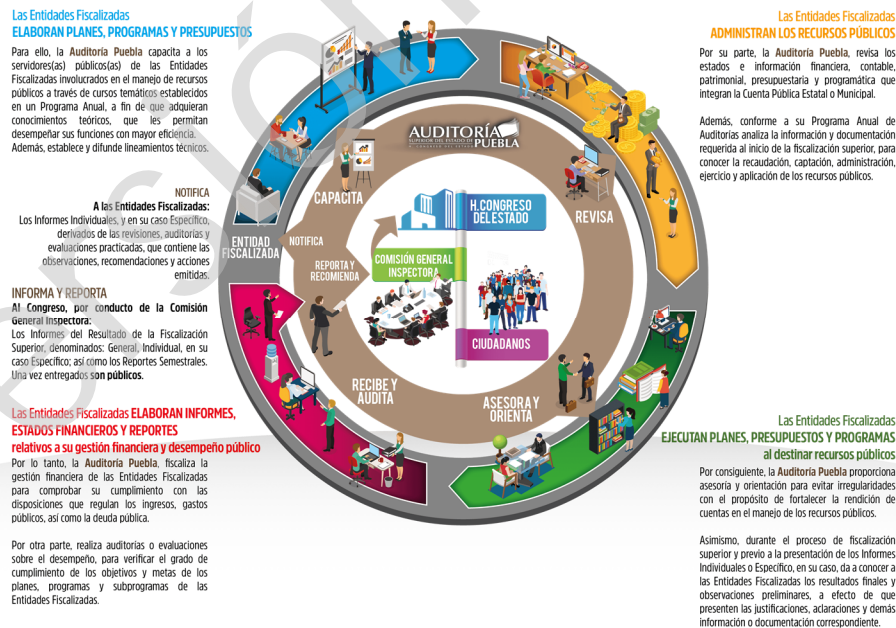 Las Entidades Fiscalizadas
ELABORAN PLANES, PROGRAMAS Y PRESUPUESTOS
Para ello, la Auditoría Puebla capacita a los
servidores(as) públicos(as) de las Entidades
Fiscalizadas involucrados en el manejo de recursos
públicos a través de cursos temáticos establecidos
en un Programa Anual, a fin de que adquieran
conocimientos teóricos, que les permitan
desempeñar sus funciones con mayor eficiencia.
Además, establece y difunde lineamientos técnicos.
NOTIFICA
A las Entidades Fiscalizadas:
Los Informes Individuales, y en su caso Específico,
derivados de las revisiones, auditorías y
evaluaciones practicadas, que contiene las
observaciones, recomendaciones y acciones
emitidas.
INFORMA Y REPORTA
Al Congreso, por conducto de la Comisión
General Inspectora:
Los Informes del Resultado de la Fiscalización
Superior, denominados: General, Individual, en su
caso Específico; así como los Reportes Semestrales.
Una vez entregados son públicos.
Las Entidades Fiscalizadas ELABORAN INFORMES,
ESTADOS FINANCIEROS Y REPORTES
relativos a su gestión financiera y desempeño público
Por lo tanto, la Auditoría Puebla, fiscaliza la
gestión financiera de las Entidades Fiscalizadas
para comprobar su cumplimiento con las
disposiciones que regulan los ingresos, gastos
públicos, así como la deuda pública.
Por otra parte, realiza auditorías o evaluaciones
sobre el desempeño, para verificar el grado de
cumplimiento de los objetivos y metas de los
planes, programas y subprogramas de las
Entidades Fiscalizadas.
AUDITORÍA
SUPERIOR DEL ESTADO DE PUEBLA
H. CONGRESO DEL ESTADO
CAPACITA
REVISA
ENTIDAD
FISCALIZADA
NOTIFICA
REPORTA Y
RECOMIENDA
H. CONGRESO
DEL ESTADO
COMISIÓN GENERAL
INSPECTORA
CIUDADANOS
RECIBE Y
AUDITA
ASESORA Y
ORIENTA
Las Entidades Fiscalizadas
ADMINISTRAN LOS RECURSOS PÚBLICOS
Por su parte, la Auditoría Puebla, revisa los
estados e información financiera, contable,
patrimonial, presupuestaria y programática que
integran la Cuenta Pública Estatal o Municipal.
Además, conforme a su Programa Anual de
Auditorías analiza la información y documentación
requerida al inicio de la fiscalización superior, para
conocer la recaudación, captación, administración,
ejercicio y aplicación de los recursos públicos.
Las Entidades Fiscalizadas
EJECUTAN PLANES, PRESUPUESTOS Y PROGRAMAS
al destinar recursos públicos
Por consiguiente, la Auditoría Puebla proporciona
asesoría y orientación para evitar irregularidades
con el propósito de fortalecer la rendición de
cuentas en el manejo de los recursos públicos.
Asimismo, durante el proceso de fiscalización
superior y previo a la presentación de los Informes
Individuales o Específico, en su caso, da a conocer a
las Entidades Fiscalizadas los resultados finales y
observaciones preliminares, a efecto de que
presenten las justificaciones, aclaraciones y demás
información o documentación correspondiente.